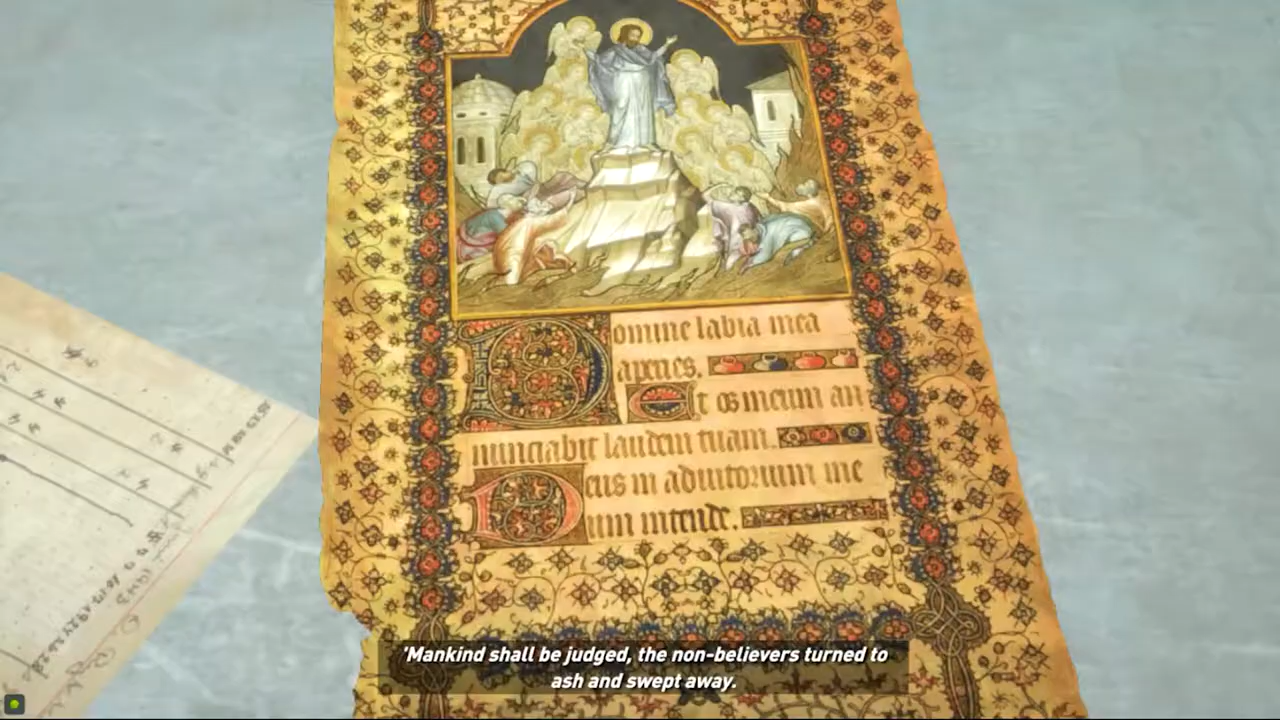 Domine labia mea
aperies.
Et os meum an
nunciabit laudem tuam.
Deus in adiutorium me
um intende.
'Mankind shall be judged, the non-believers turned to
ash and swept away.